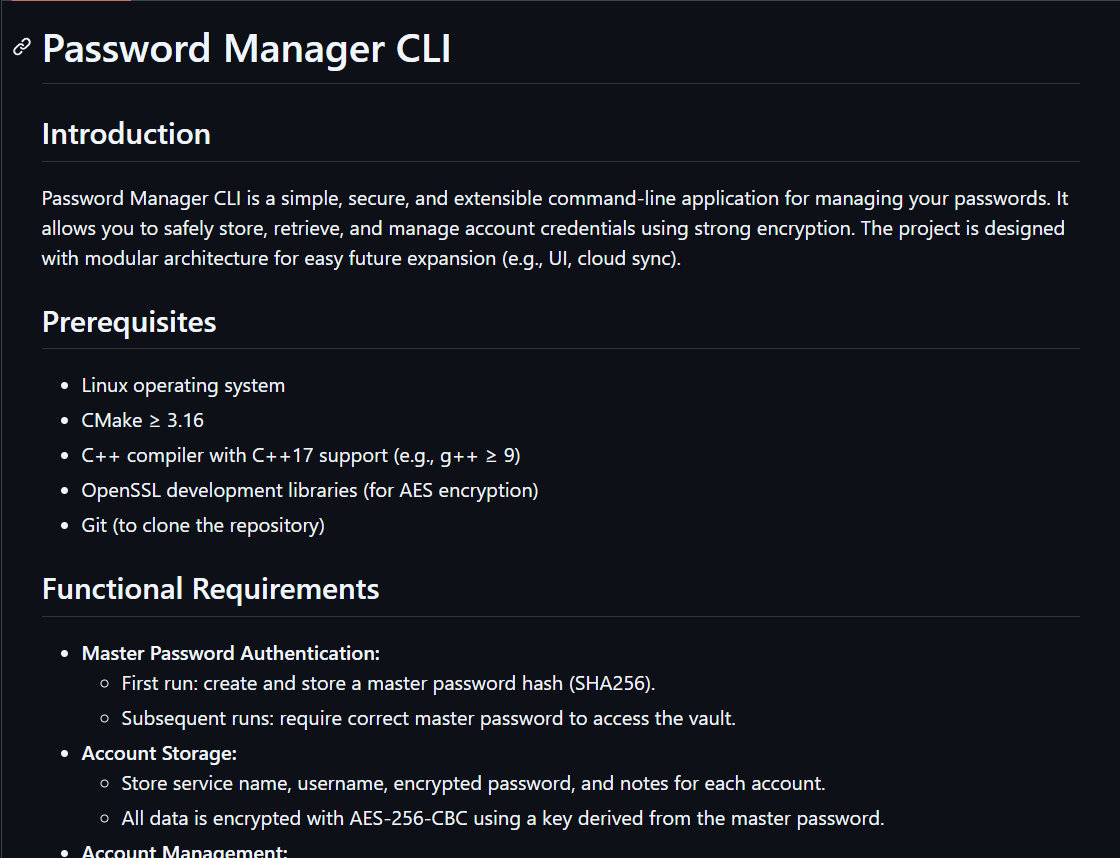 Password Manager CLI
Introduction
Password Manager CLI is a simple, secure, and extensible command-line application for managing your passwords. It
allows you to safely store, retrieve, and manage account credentials using strong encryption. The project is designed
with modular architecture for easy future expansion (e.g., UI, cloud sync).
Prerequisites
• Linux operating system
• CMake ≥ 3.16
• C++ compiler with C++17 support (e.g., g++ ≥ 9)
• OpenSSL development libraries (for AES encryption)
• Git (to clone the repository)
Functional Requirements
• Master Password Authentication:
○ First run: create and store a master password hash (SHA256).
○ Subsequent runs: require correct master password to access the vault.
• Account Storage:
○ Store service name, username, encrypted password, and notes for each account.
○ All data is encrypted with AES-256-CBC using a key derived from the master password.
• Account Management: